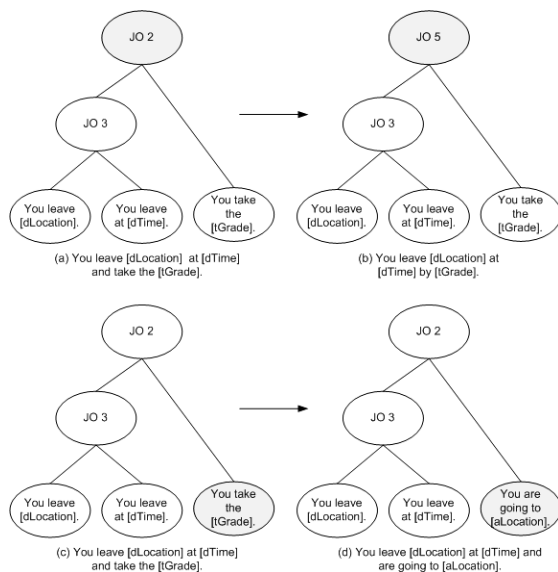 JO 2
JO 5
JO 3
JO 3
You leave
[dLocation].
You leave
at [dTime].
You take
the
[tGrade].
You leave
[dLocation].
You leave
at [dTime].
You take
the
[tGrade].
(a) You leave [dLocation] at [dTime]
and take the [tGrade].
(b) You leave [dLocation] at
[dTime] by [tGrade].
JO 2
JO 2
JO 3
JO 3
You leave
[dLocation].
You leave
at [dTime].
You take
the
[tGrade].
You leave
[dLocation].
You leave
at [dTime].
You are
going to
[aLocation].
(c) You leave [dLocation] at [dTime]
and take the [tGrade].
(d) You leave [dLocation] at [dTime] and
are going to [aLocation].